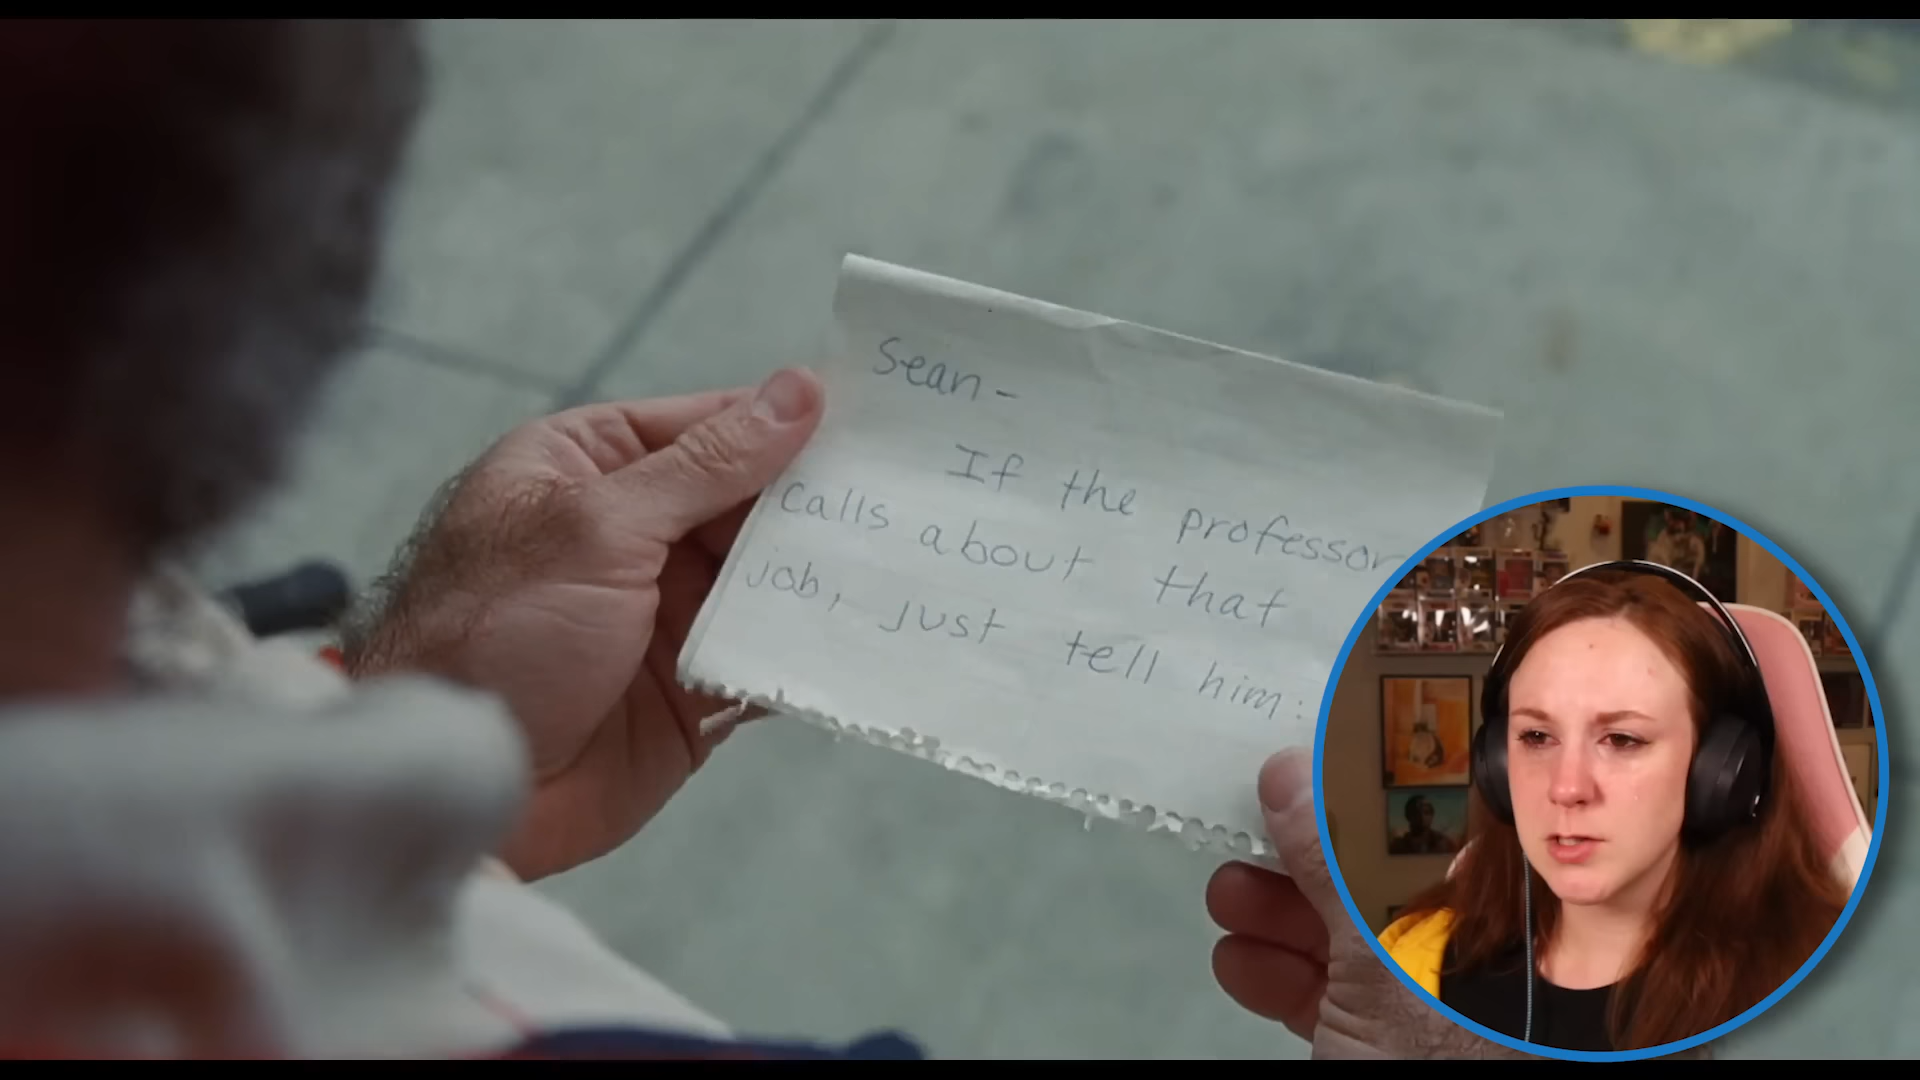 Sean-
If the professor
calls about that
job, just tell him: